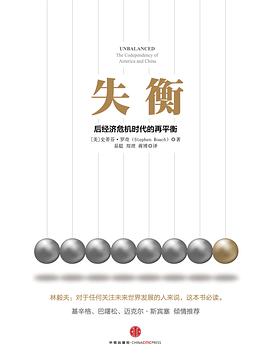 UNBALANCED
The Codependency of
America and China
失衡
后经济危机时代的再平衡
[美]史蒂芬·罗奇（Stephen Roach）著
易聪 郑理 蒋博 译
林毅夫：对于任何关注未来世界发展的人来说，这本书必读。
基辛格、巴曙松、迈克尔·斯宾塞 倾情推荐
中信出版集团·CHINACITICPRESS